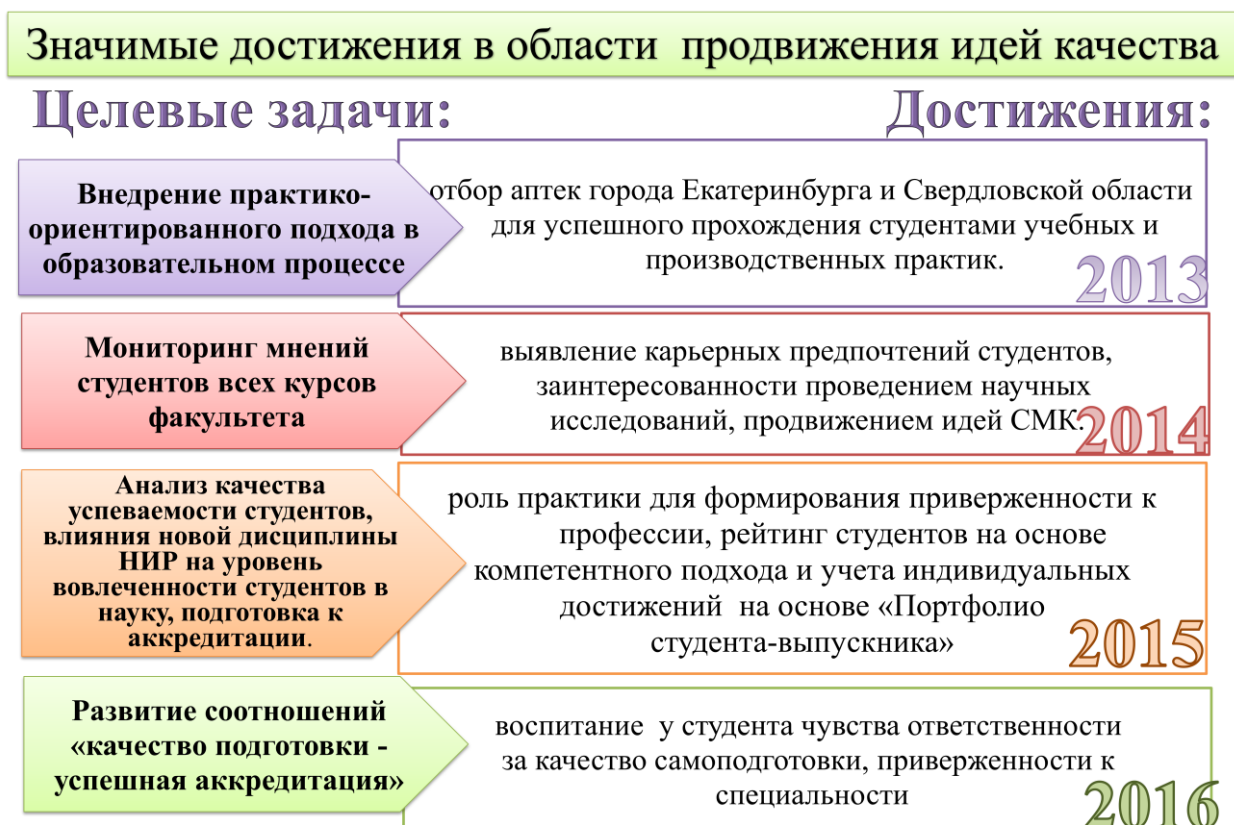 Значимые достижения в области продвижения идей качества
Целевые задачи:
Достижения:
Внедрение практико-
ориентированного подхода в
образовательном процессе
отбор аптек города Екатеринбурга и Свердловской области
для успешного прохождения студентами учебных и
производственных практик.
2013
Мониторинг мнений
студентов всех курсов
факультета
выявление карьерных предпочтений студентов,
заинтересованности проведением научных
исследований, продвижением идей СМК.
2014
Анализ качества
успеваемости студентов,
влияния новой дисциплины
НИР на уровень
вовлеченности студентов в
науку, подготовка к
аккредитации.
роль практики для формирования приверженности к
профессии, рейтинг студентов на основе
компетентного подхода и учета индивидуальных
достижений на основе «Портфолио
студента-выпускника»
2015
Развитие соотношений
«качество подготовки -
успешная аккредитация»
воспитание у студента чувства ответственности
за качество самоподготовки, приверженности к
специальности
2016